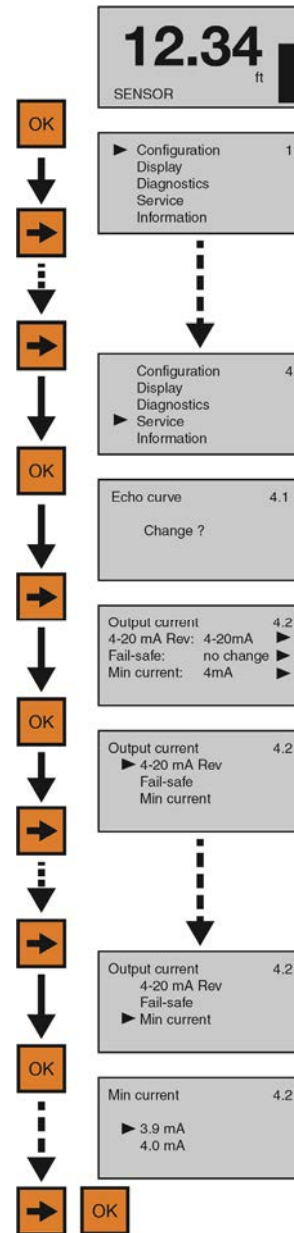 12.34
ft
SENSOR
OK
Configuration 1
Display
Diagnostics
Service
Information
Configuration 4
Display
Diagnostics
Service
Information
OK
Echo curve 4.1
Change ?
Output current 4.2
4-20 mA Rev: 4-20mA
Fail-safe: no change
Min current: 4mA
OK
Output current 4.2
4-20 mA Rev
Fail-safe
Min current
Output current 4.2
4-20 mA Rev
Fail-safe
Min current
OK
Min current 4.2
3.9 mA
4.0 mA
OK